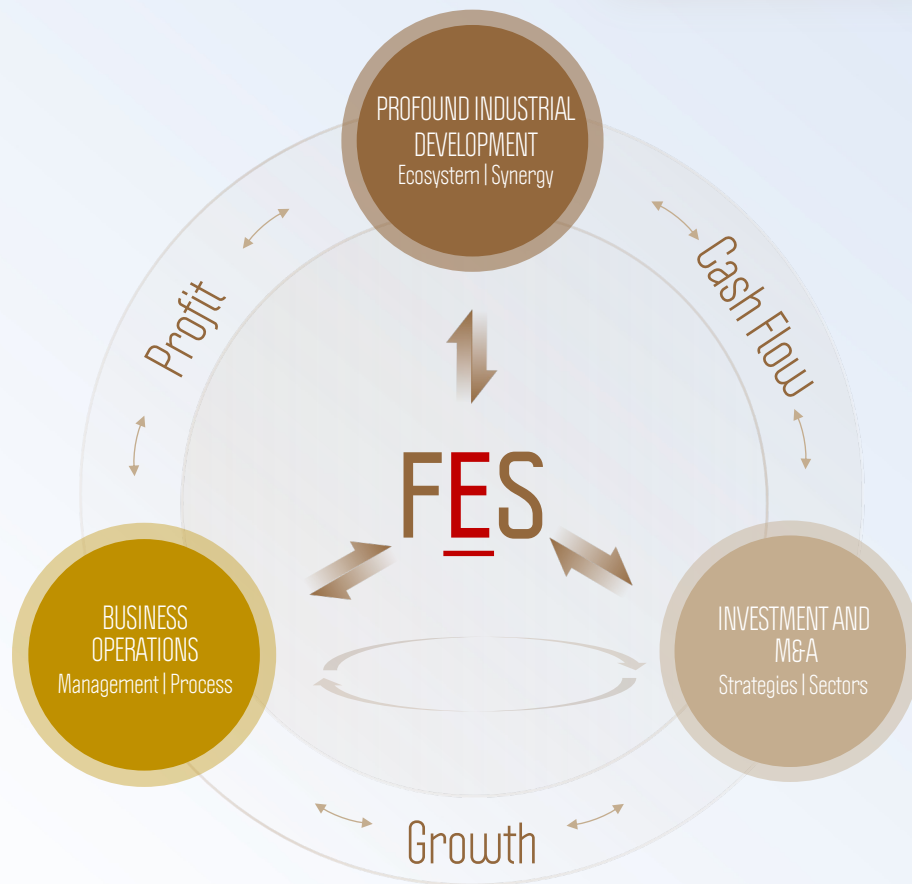 PROFOUND INDUSTRIAL
DEVELOPMENT
Ecosystem | Synergy
Profit
Cash Flow
FES
BUSINESS
OPERATIONS
Management | Process
INVESTMENT AND
M&A
Strategies | Sectors
Growth